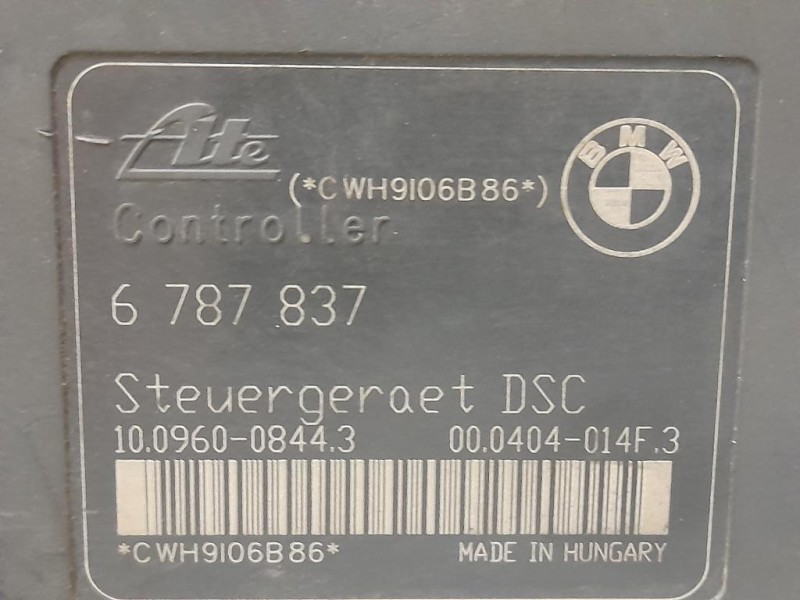 Ate
BMW
(*CWH9106B86*)
Controller
6 787 837
Steuergeraet DSC
10.0960-0844.3 00.0404-014F.3
*CWH9106B86* MADE IN HUNGARY